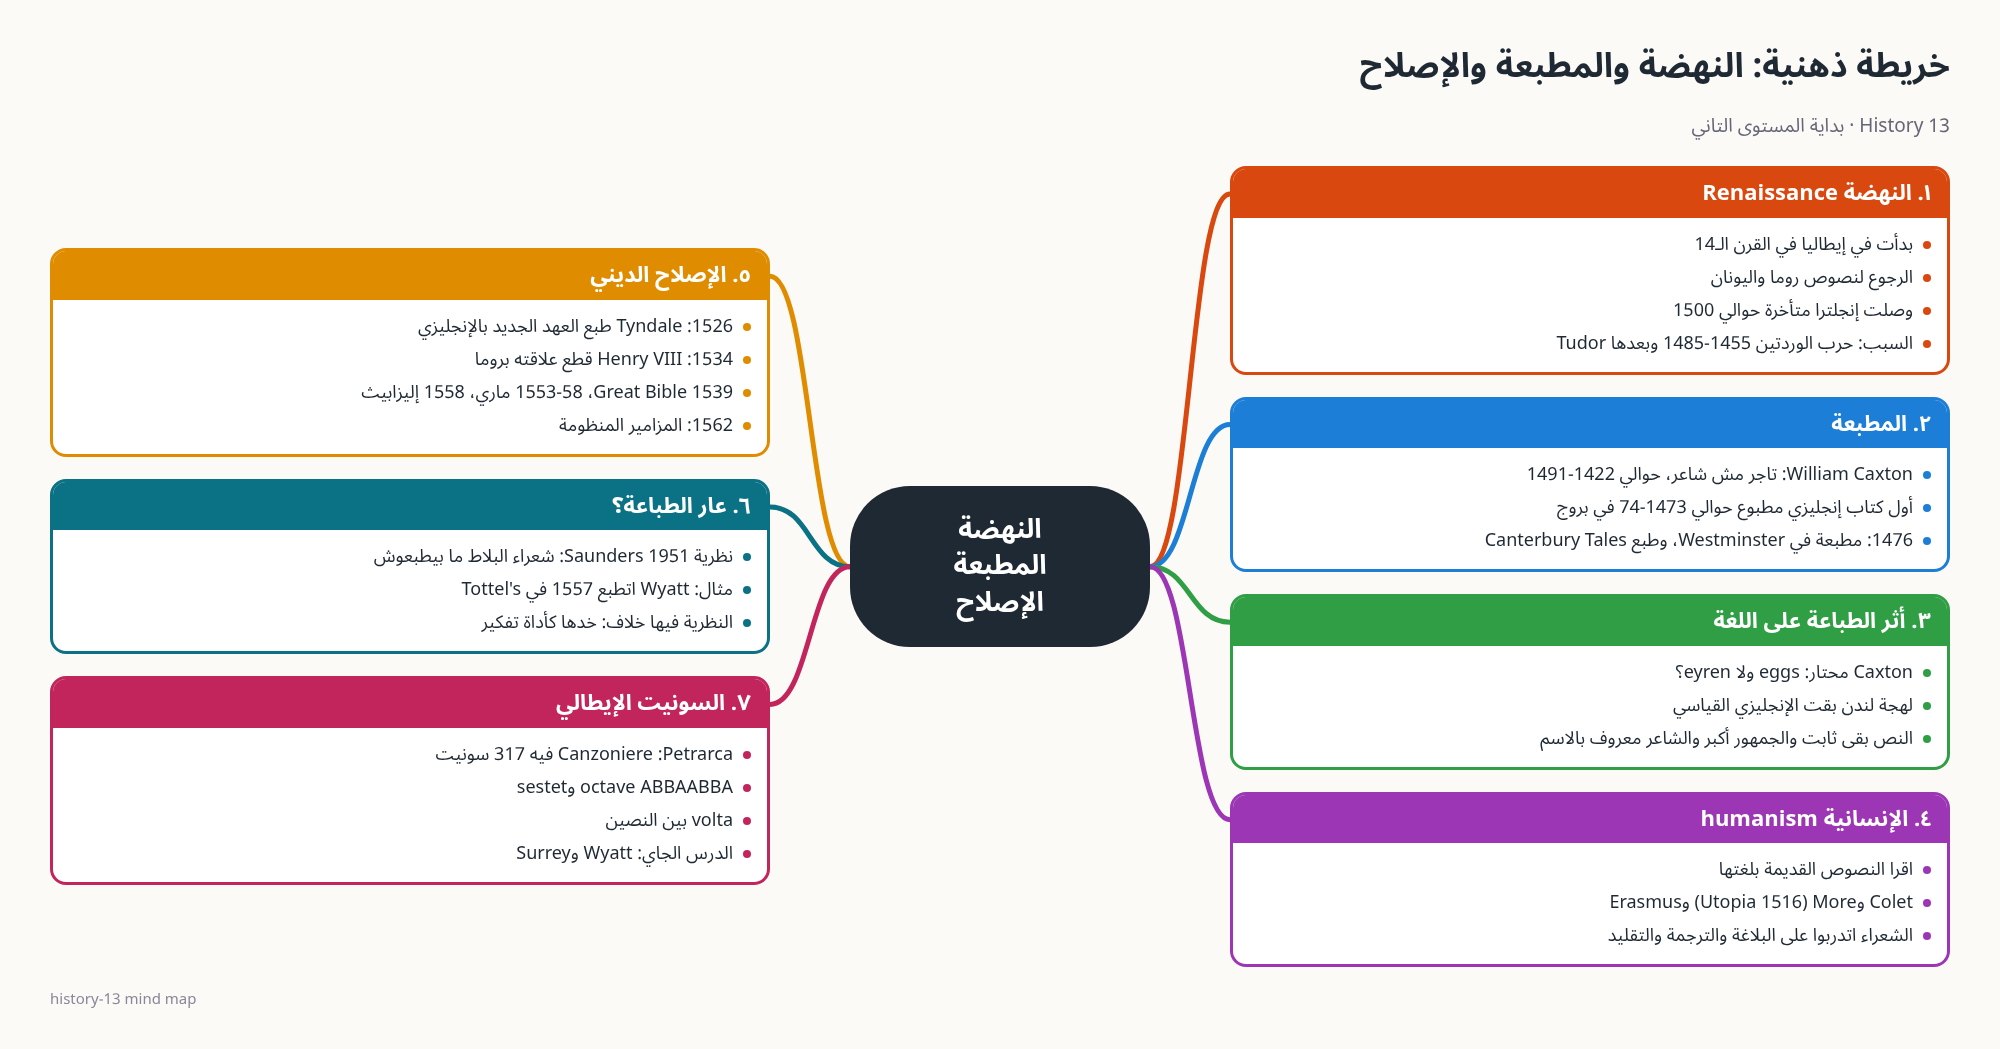 خريطة ذهنية: النهضة والمطبعة والإصلاح
History 13 · بداية المستوى التاني
١. النهضة Renaissance
بدأت في إيطاليا في القرن الـ14
الرجوع لنصوص روما واليونان
وصلت إنجلترا متأخرة حوالي 1500
السبب: حرب الوردتين 1455-1485 وبعدها Tudor
٢. المطبعة
William Caxton: تاجر مش شاعر، حوالي 1422-1491
أول كتاب إنجليزي مطبوع حوالي 1473-74 في بروج
1476: مطبعة في Westminster، وطبع Canterbury Tales
٣. أثر الطباعة على اللغة
Caxton محتار: eggs ولا eyren؟
لهجة لندن بقت الإنجليزي القياسي
النص بقى ثابت والجمهور أكبر والشاعر معروف بالاسم
٤. الإنسانية humanism
اقرا النصوص القديمة بلغتها
Colet وMore (Utopia 1516) وErasmus
الشعراء اتدربوا على البلاغة والترجمة والتقليد
النهضة
المطبعة
الإصلاح
٥. الإصلاح الديني
1526: Tyndale طبع العهد الجديد بالإنجليزي
1534: Henry VIII قطع علاقته بروما
Great Bible 1539، 1553-58 ماري، 1558 إليزابيث
1562: المزامير المنظومة
٦. عار الطباعة؟
نظرية Saunders 1951: شعراء البلاط ما بيطبعوش
مثال: Wyatt اتطبع 1557 في Tottel's
النظرية فيها خلاف: خدها كأداة تفكير
٧. السونيت الإيطالي
Petrarca: Canzoniere فيه 317 سونيت
octave ABBAABBA وsestet
volta بين النصين
الدرس الجاي: Wyatt وSurrey
history-13 mind map